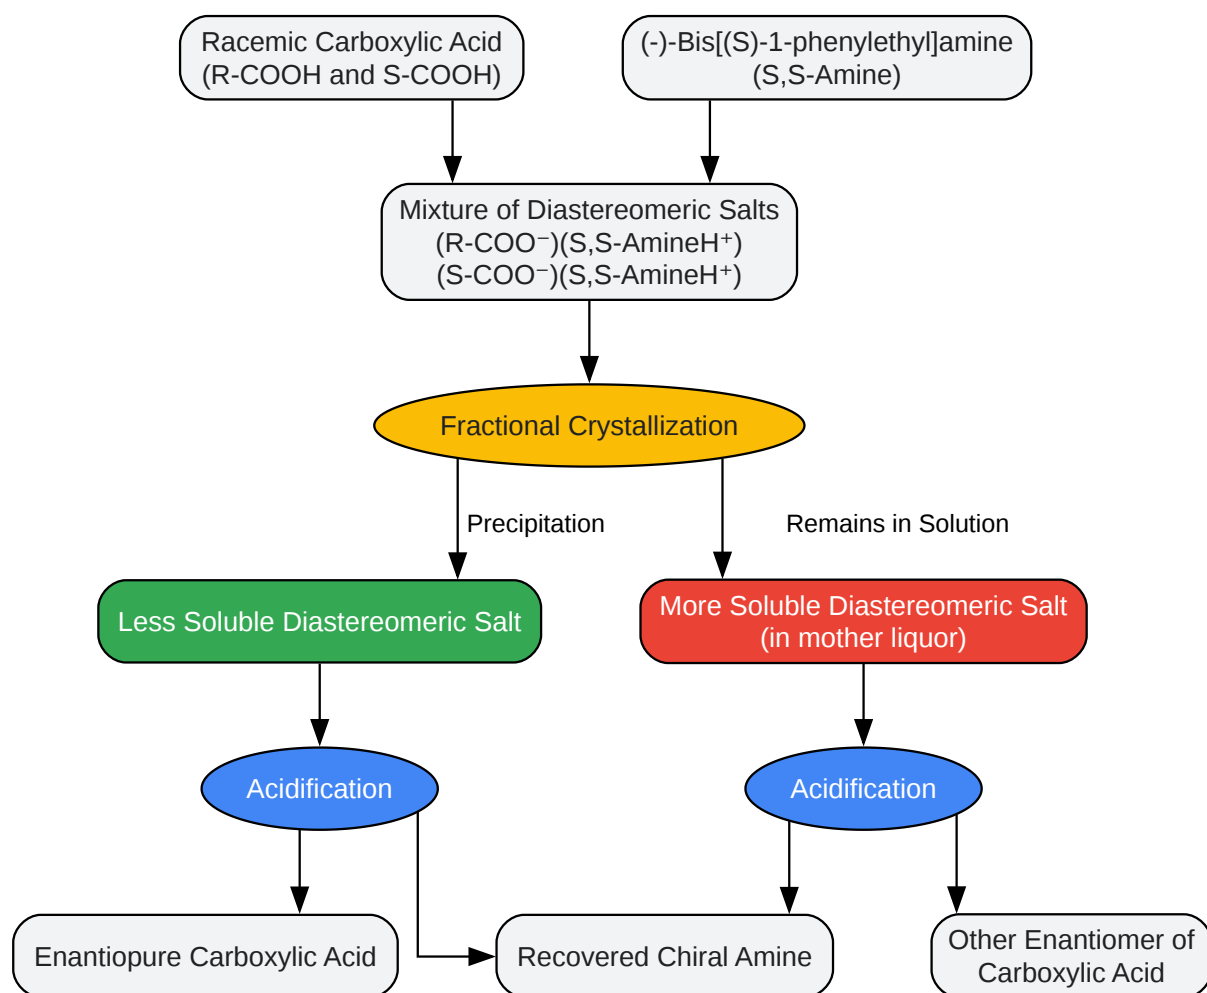 Racemic Carboxylic Acid
(R-COOH and S-COOH)
(-)-Bis[(S)-1-phenylethyl]amine
(S,S-Amine)
Mixture of Diastereomeric Salts
(R-COO⁻)(S,S-AmineH⁺)
(S-COO⁻)(S,S-AmineH⁺)
Fractional Crystallization
Precipitation
Remains in Solution
Less Soluble Diastereomeric Salt
More Soluble Diastereomeric Salt
(in mother liquor)
Acidification
Acidification
Enantiopure Carboxylic Acid
Recovered Chiral Amine
Other Enantiomer of
Carboxylic Acid